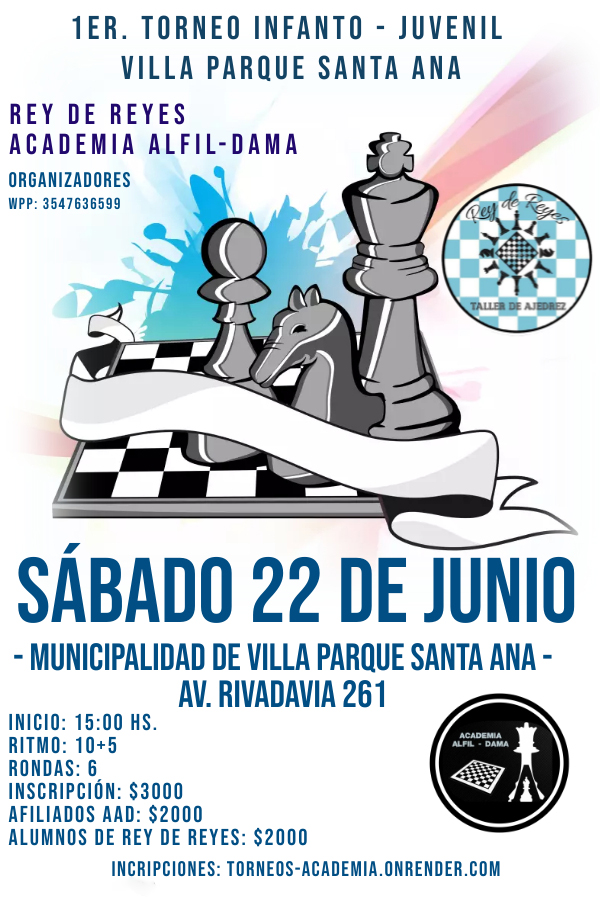 1ER. TORNEO INFANTO - JUVENIL
VILLA PARQUE SANTA ANA
REY DE REYES
ACADEMIA ALFIL-DAMA
ORGANIZADORES
WPP: 3547636599
Rey de Reyes
TALLER DE AJEDREZ
SÁBADO 22 DE JUNIO
- MUNICIPALIDAD DE VILLA PARQUE SANTA ANA -
AV. RIVADAVIA 261
INICIO: 15:00 HS.
RITMO: 10+5
RONDAS: 6
INSCRIPCIÓN: $3000
AFILIADOS AAD: $2000
ALUMNOS DE REY DE REYES: $2000
ACADEMIA
ALFIL - DAMA
INCRIPCIONES: TORNEOS-ACADEMIA.ONRENDER.COM